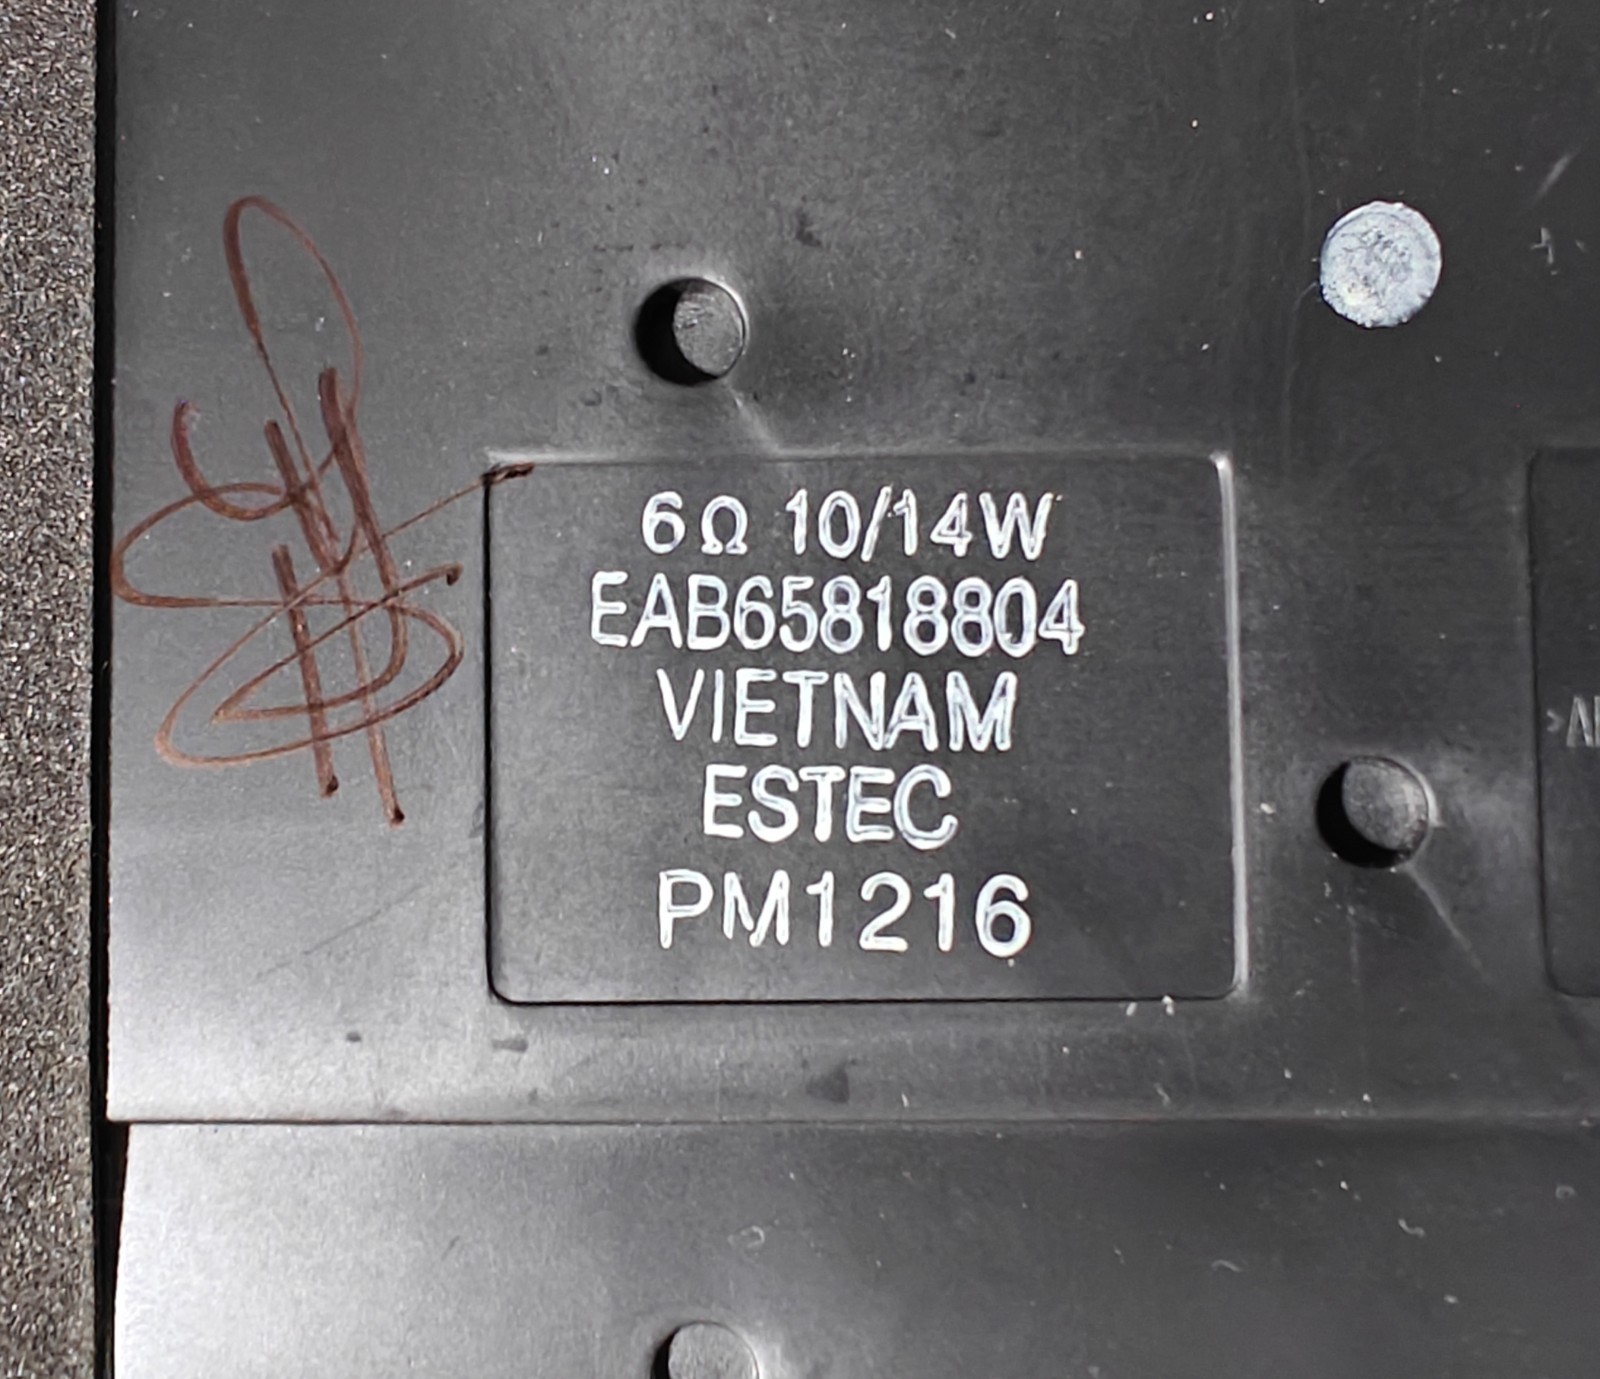 6Ω 10/14W
EAB65818804
VIETNAM
ESTEC
PM1216